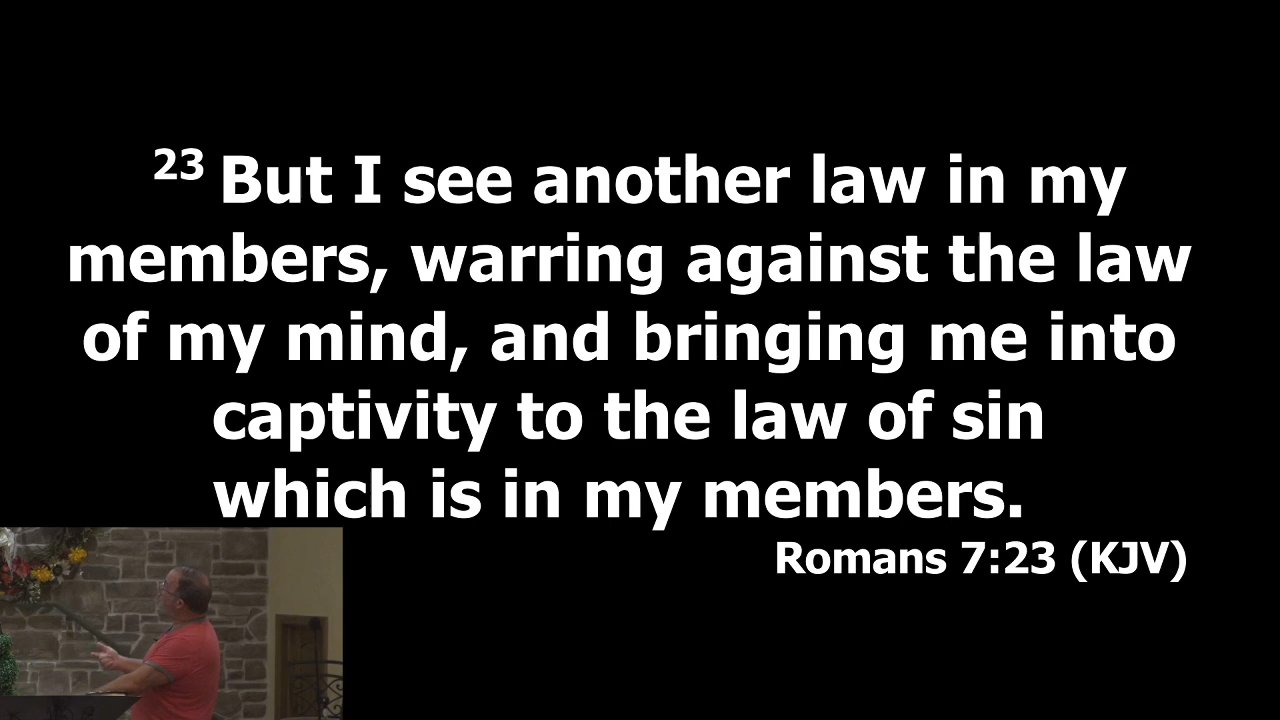 23 But I see another law in my
members, warring against the law
of my mind, and bringing me into
captivity to the law of sin
which is in my members.
Romans 7:23 (KJV)